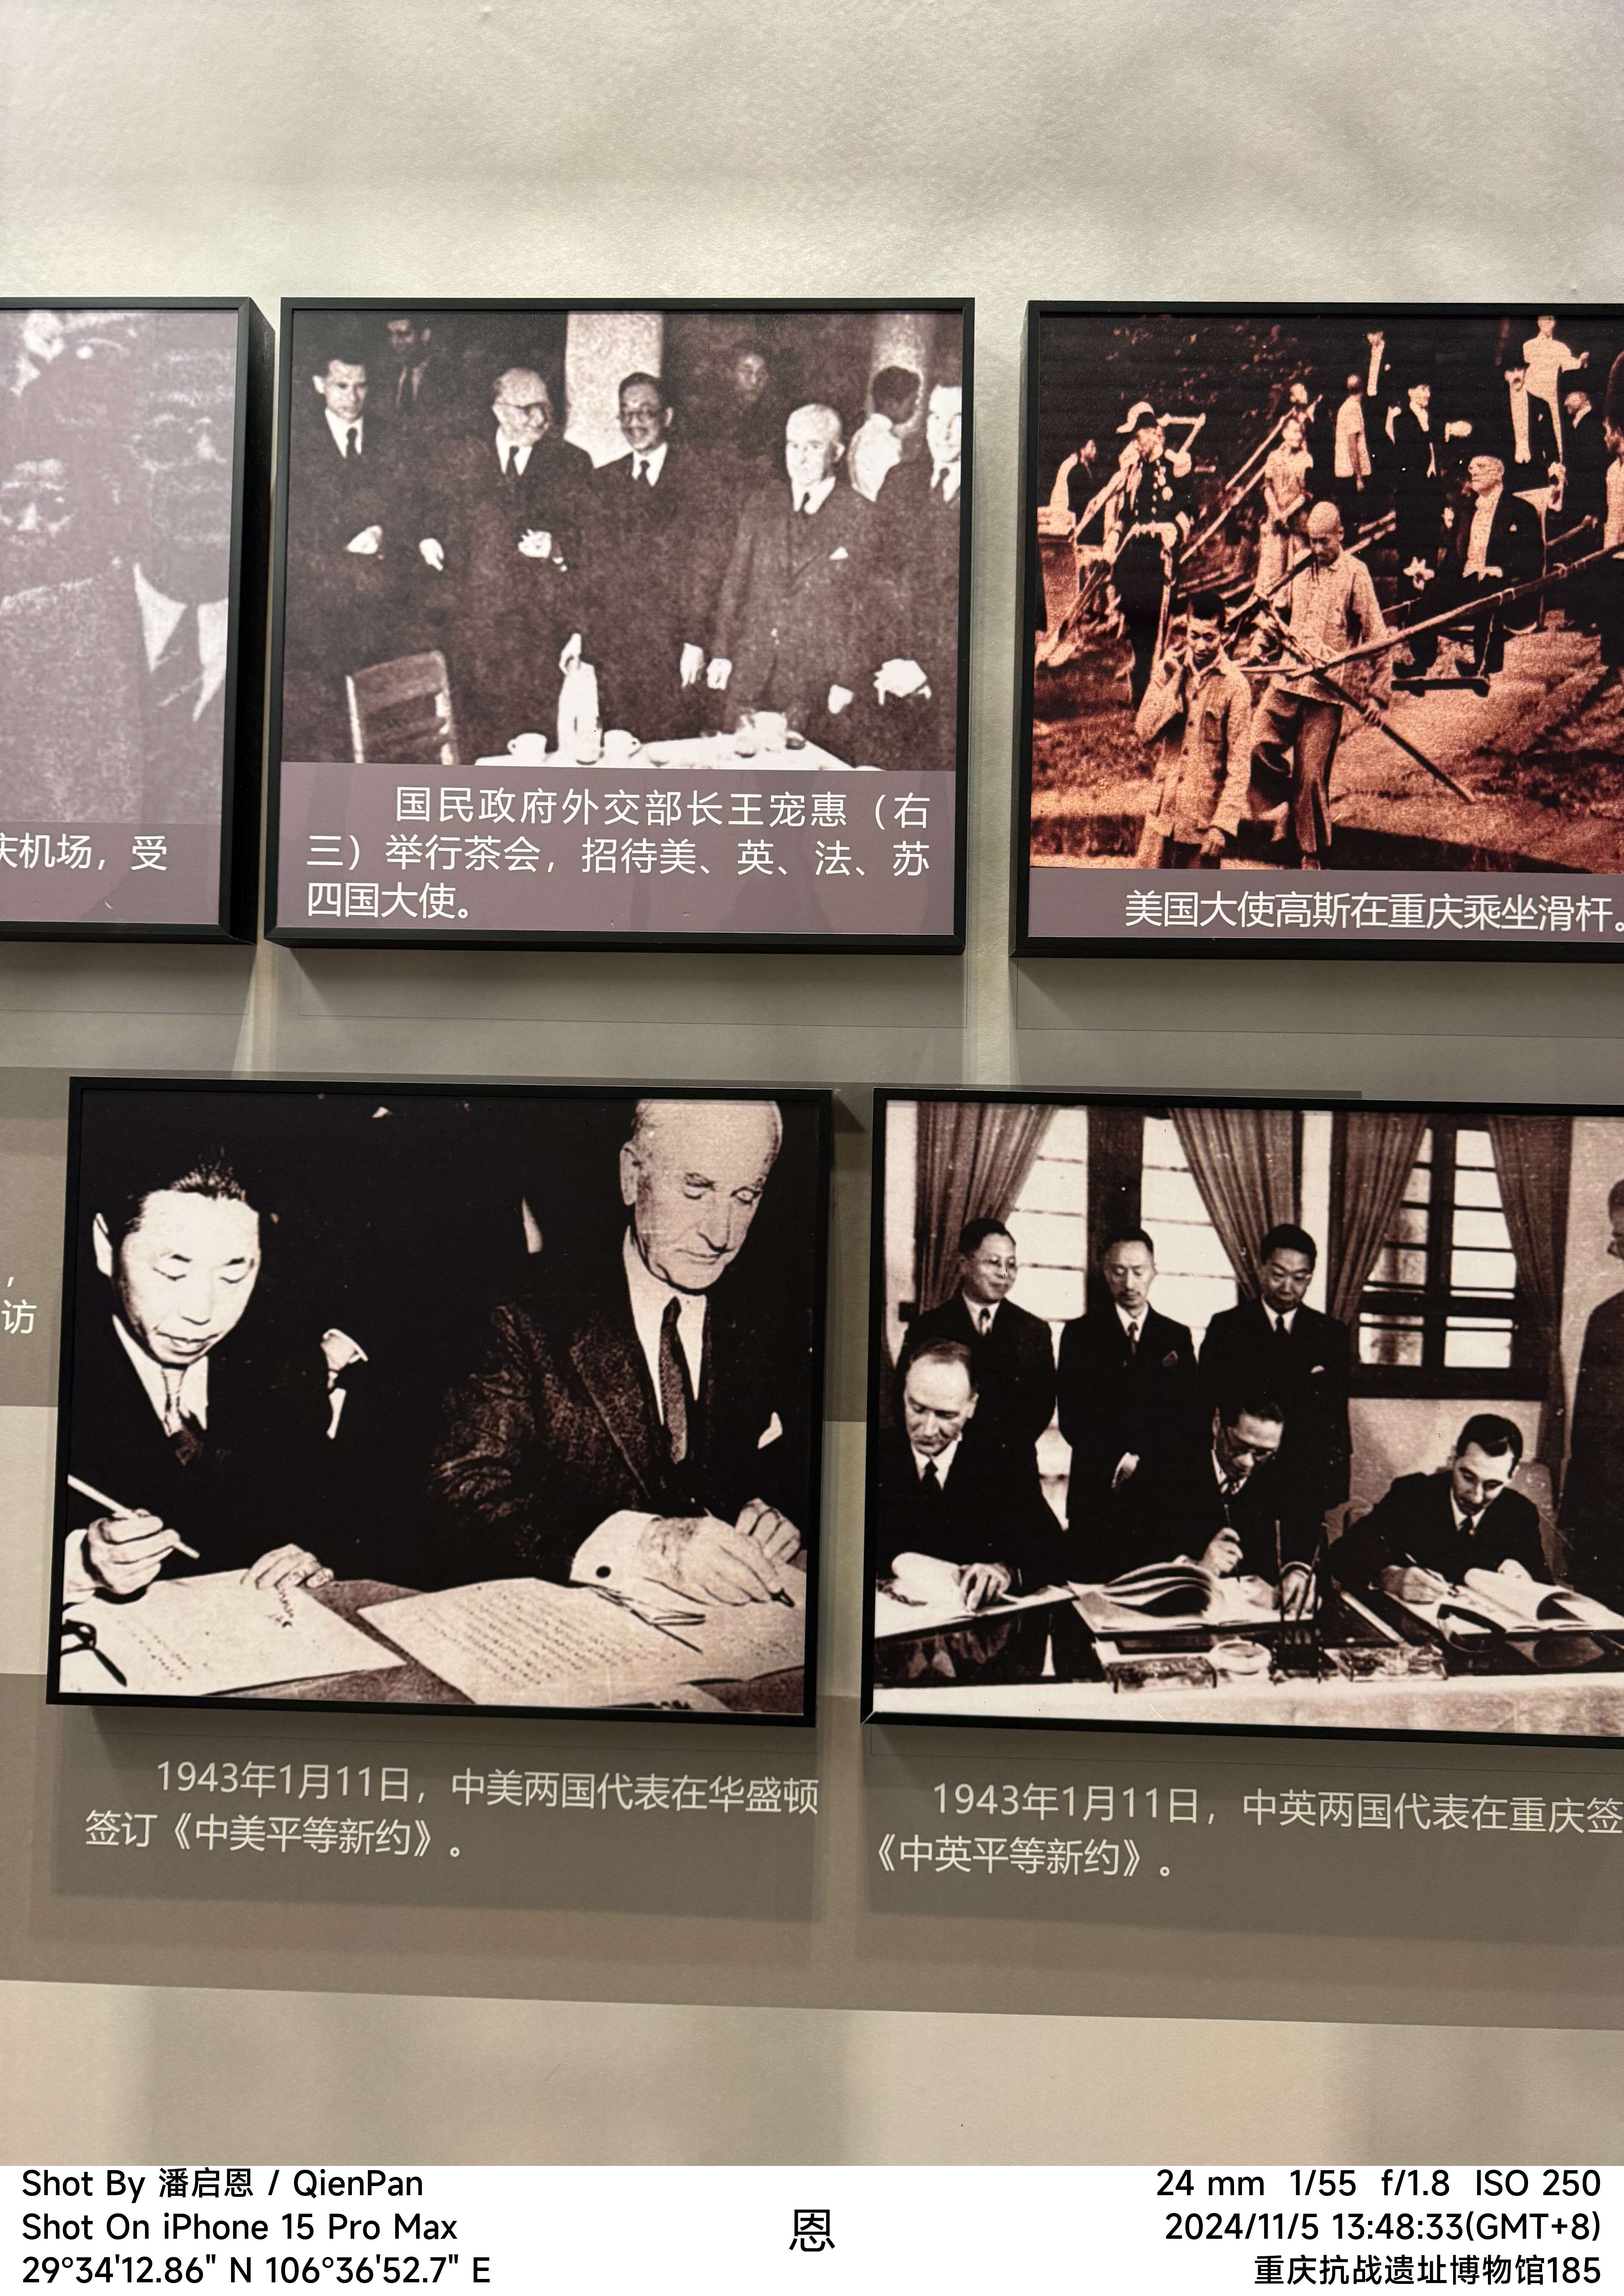 庆机场，受
国民政府外交部长王宠惠（右
三）举行茶会，招待美、英、法、苏
四国大使。
美国大使高斯在重庆乘坐滑杆。
，
访
1943年1月11日，中美两国代表在华盛顿
签订《中美平等新约》。
1943年1月11日，中英两国代表在重庆签
《中英平等新约》。
Shot By 潘启恩 / QienPan
Shot On iPhone 15 Pro Max
29°34'12.86" N 106°36'52.7" E
恩
24 mm 1/55 f/1.8 ISO 250
2024/11/5 13:48:33(GMT+8)
重庆抗战遗址博物馆185